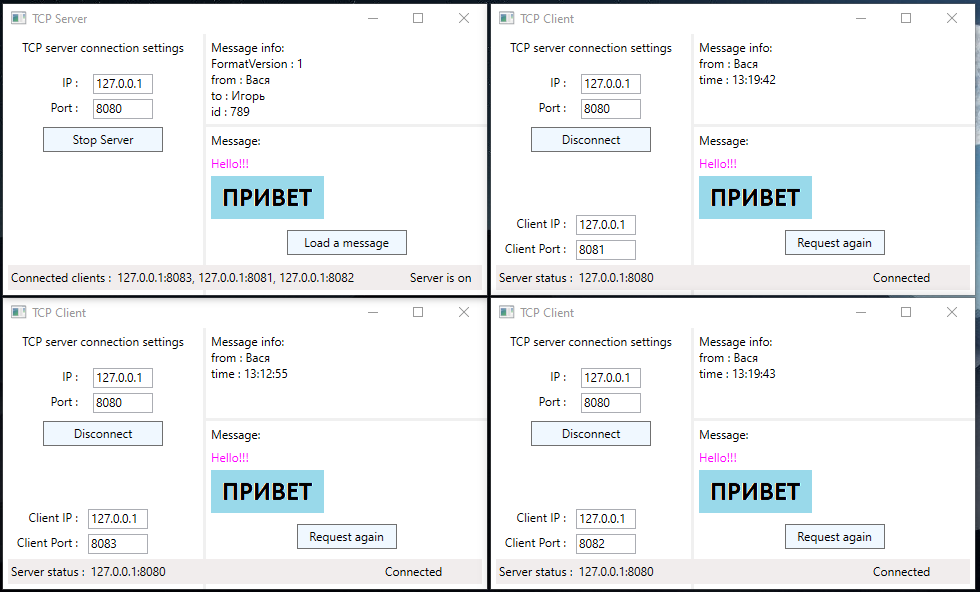 TCP Server
TCP server connection settings
IP : 127.0.0.1
Port : 8080
Stop Server
Message info:
FormatVersion : 1
from : Вася
to : Игорь
id : 789
Message:
Hello!!!
ПРИВЕТ
Load a message
Connected clients : 127.0.0.1:8083, 127.0.0.1:8081, 127.0.0.1:8082 Server is on
TCP Client
TCP server connection settings
IP : 127.0.0.1
Port : 8080
Disconnect
Client IP : 127.0.0.1
Client Port : 8081
Message info:
from : Вася
time : 13:19:42
Message:
Hello!!!
ПРИВЕТ
Request again
Server status : 127.0.0.1:8080 Connected
TCP Client
TCP server connection settings
IP : 127.0.0.1
Port : 8080
Disconnect
Client IP : 127.0.0.1
Client Port : 8083
Message info:
from : Вася
time : 13:12:55
Message:
Hello!!!
ПРИВЕТ
Request again
Server status : 127.0.0.1:8080 Connected
TCP Client
TCP server connection settings
IP : 127.0.0.1
Port : 8080
Disconnect
Client IP : 127.0.0.1
Client Port : 8082
Message info:
from : Вася
time : 13:19:43
Message:
Hello!!!
ПРИВЕТ
Request again
Server status : 127.0.0.1:8080 Connected